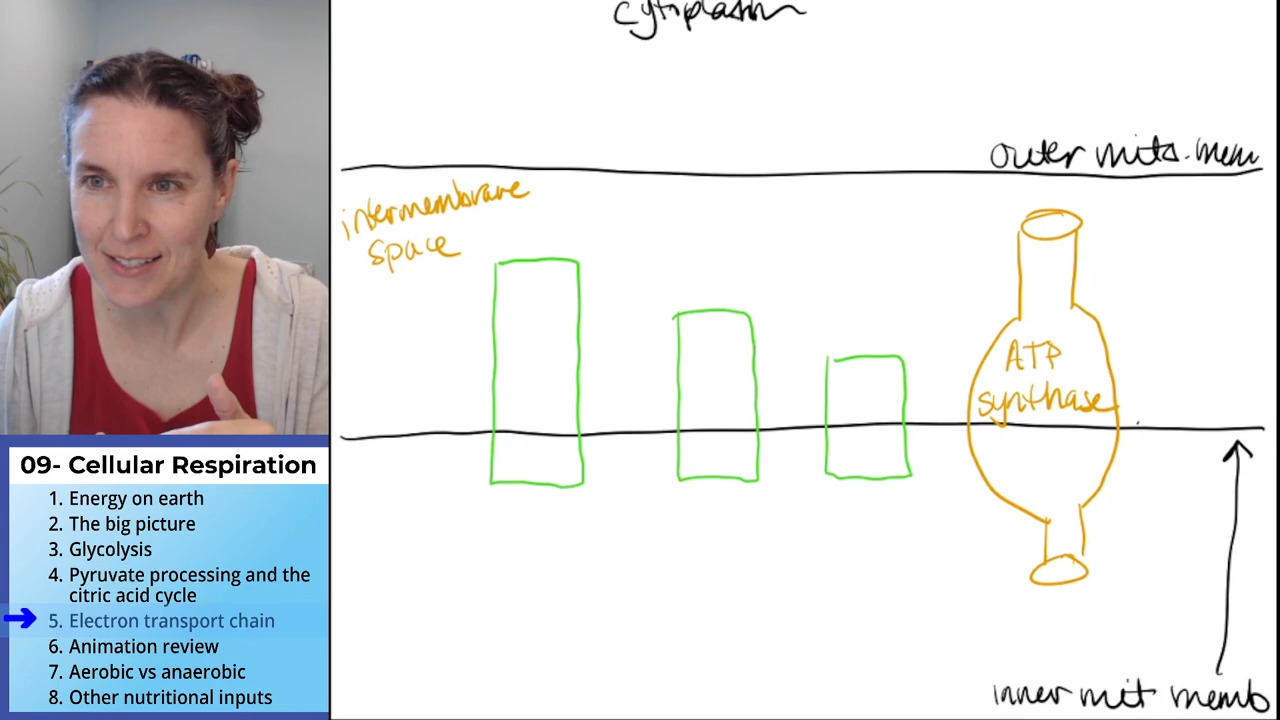 cytoplasm
outer mito. mem
intermembrane
space
ATP
synthase
inner mit memb
09- Cellular Respiration
1. Energy on earth
2. The big picture
3. Glycolysis
4. Pyruvate processing and the
citric acid cycle
5. Electron transport chain
6. Animation review
7. Aerobic vs anaerobic
8. Other nutritional inputs